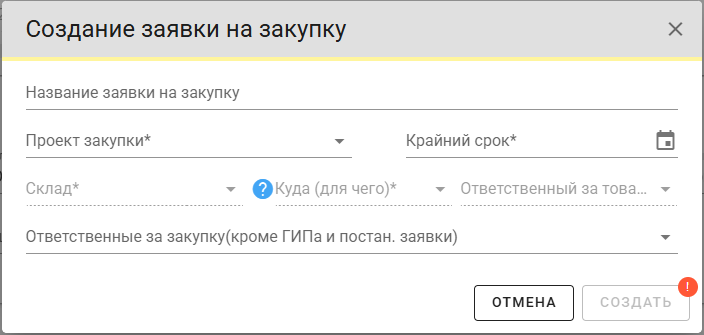 Создание заявки на закупку
Название заявки на закупку
Проект закупки* Крайний срок*
Склад* ? Куда (для чего)* Ответственный за това...
Ответственные за закупку(кроме ГИПа и постан. заявки)
ОТМЕНА СОЗДАТЬ !